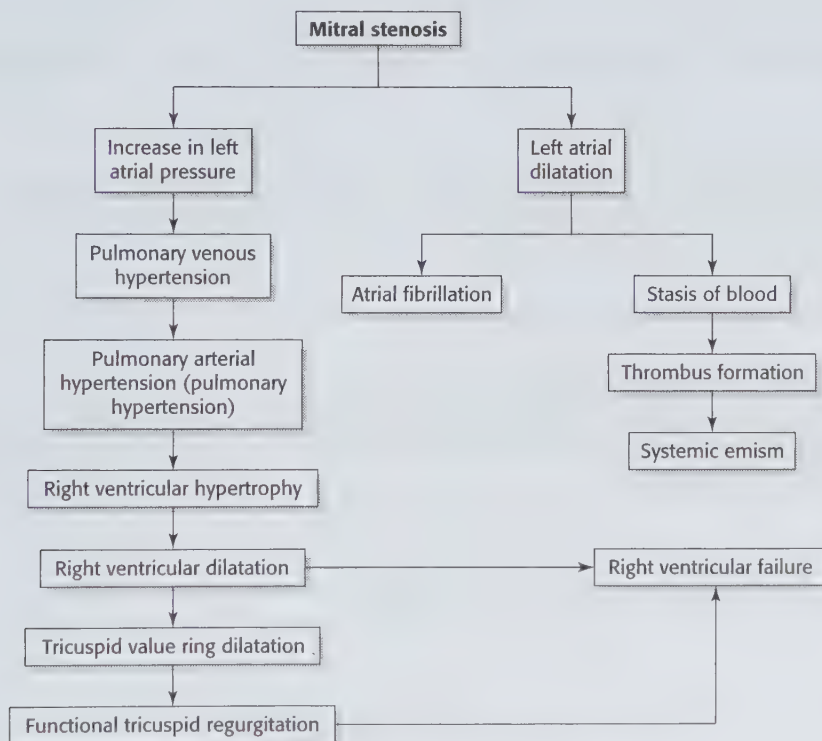 Mitral stenosis
Increase in left
atrial pressure
Left atrial
dilatation
Pulmonary venous
hypertension
Atrial fibrillation
Stasis of blood
Pulmonary arterial
hypertension (pulmonary
hypertension)
Thrombus formation
Systemic emism
Right ventricular hypertrophy
Right ventricular dilatation
Right ventricular failure
Tricuspid value ring dilatation
Functional tricuspid regurgitation